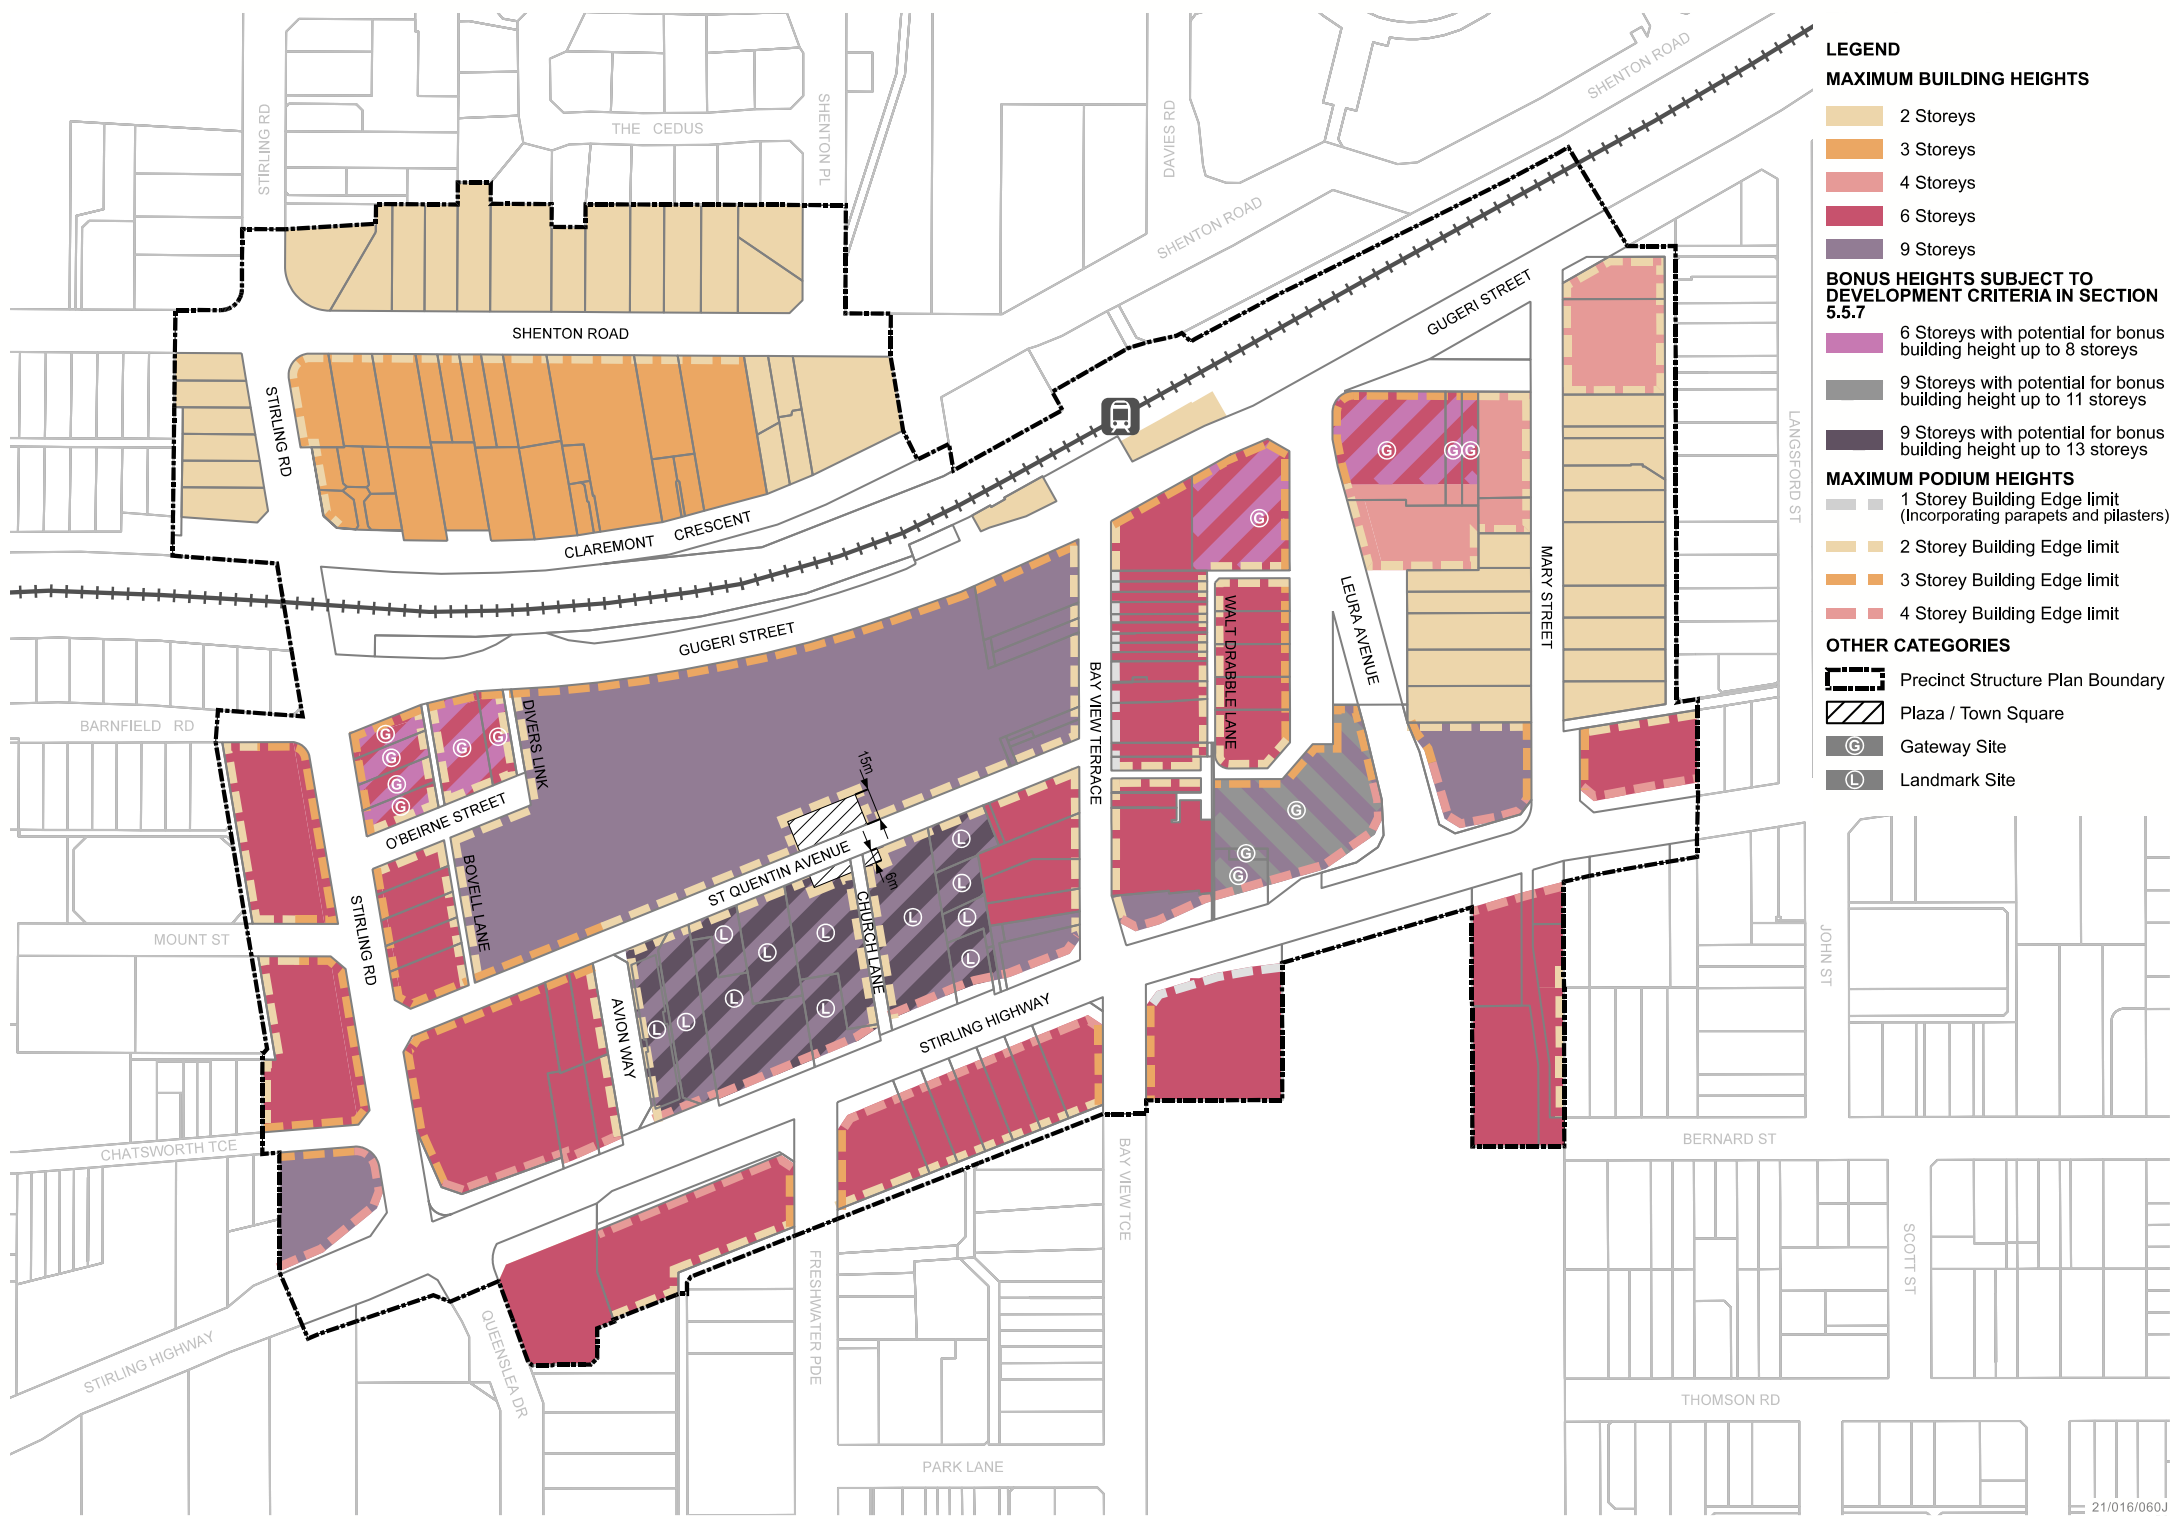 LEGEND
MAXIMUM BUILDING HEIGHTS
2 Storeys
3 Storeys
4 Storeys
6 Storeys
9 Storeys
BONUS HEIGHTS SUBJECT TO
DEVELOPMENT CRITERIA IN SECTION
5.5.7
6 Storeys with potential for bonus
building height up to 8 storeys
9 Storeys with potential for bonus
building height up to 11 storeys
9 Storeys with potential for bonus
building height up to 13 storeys
MAXIMUM PODIUM HEIGHTS
1 Storey Building Edge limit
(Incorporating parapets and pilasters)
2 Storey Building Edge limit
3 Storey Building Edge limit
4 Storey Building Edge limit
OTHER CATEGORIES
Precinct Structure Plan Boundary
Plaza / Town Square
G Gateway Site
L Landmark Site
STIRLING RD
THE CEDUS
SHENTON PL
DAVIES RD
SHENTON ROAD
SHENTON ROAD
SHENTON ROAD
STIRLING RD
CLAREMONT CRESCENT
GUGERI STREET
GUGERI STREET
LANGSFORD ST
MARY STREET
LEURA AVENUE
WALT DRABBLE LANE
BAY VIEW TERRACE
BARNFIELD RD
DIVERS LINK
O'BEIRNE STREET
BOVELL LANE
15m
6m
ST QUENTIN AVENUE
CHURCH LANE
MOUNT ST
STIRLING RD
AVION WAY
STIRLING HIGHWAY
JOHN ST
CHATSWORTH TCE
BERNARD ST
BAY VIEW TCE
SCOTT ST
FRESHWATER PDE
QUEENSLEA DR
STIRLING HIGHWAY
THOMSON RD
PARK LANE
G
G
G
G
G
G
G
G
G
G
G
G
G
L
L
L
L
L
L
L
L
L
L
L
L
L
21/016/060J